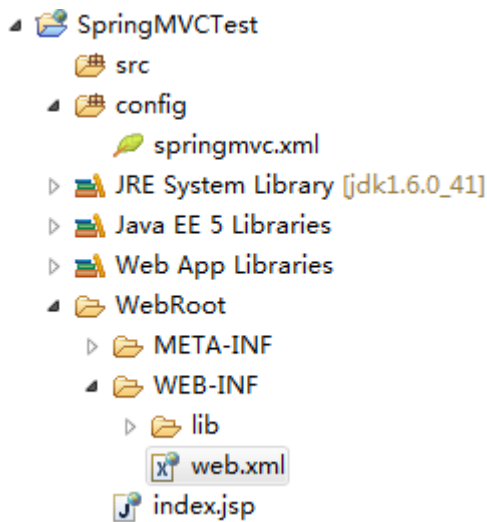 SpringMVCTest
src
config
springmvc.xml
JRE System Library [jdk1.6.0_41]
Java EE 5 Libraries
Web App Libraries
WebRoot
META-INF
WEB-INF
lib
web.xml
index.jsp